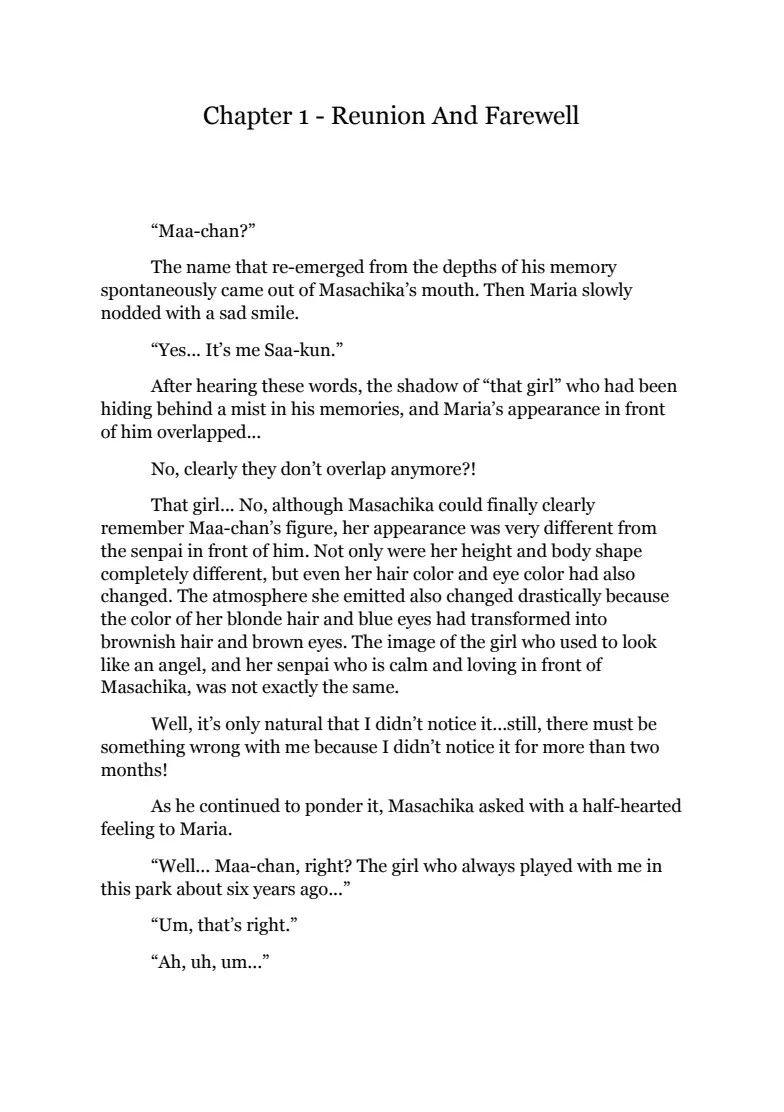 Chapter 1 - Reunion And Farewell
“Maa-chan?”
The name that re-emerged from the depths of his memory
spontaneously came out of Masachika’s mouth. Then Maria slowly
nodded with a sad smile.
“Yes... It’s me Saa-kun.”
After hearing these words, the shadow of “that girl” who had been
hiding behind a mist in his memories, and Maria’s appearance in front
of him overlapped...
No, clearly they don’t overlap anymore?!
That girl... No, although Masachika could finally clearly
remember Maa-chan’s figure, her appearance was very different from
the senpai in front of him. Not only were her height and body shape
completely different, but even her hair color and eye color had also
changed. The atmosphere she emitted also changed drastically because
the color of her blonde hair and blue eyes had transformed into
brownish hair and brown eyes. The image of the girl who used to look
like an angel, and her senpai who is calm and loving in front of
Masachika, was not exactly the same.
Well, it’s only natural that I didn’t notice it...still, there must be
something wrong with me because I didn’t notice it for more than two
months!
As he continued to ponder it, Masachika asked with a half-hearted
feeling to Maria.
“Well... Maa-chan, right? The girl who always played with me in
this park about six years ago...”
“Um, that’s right.”
“Ah, uh, um...”